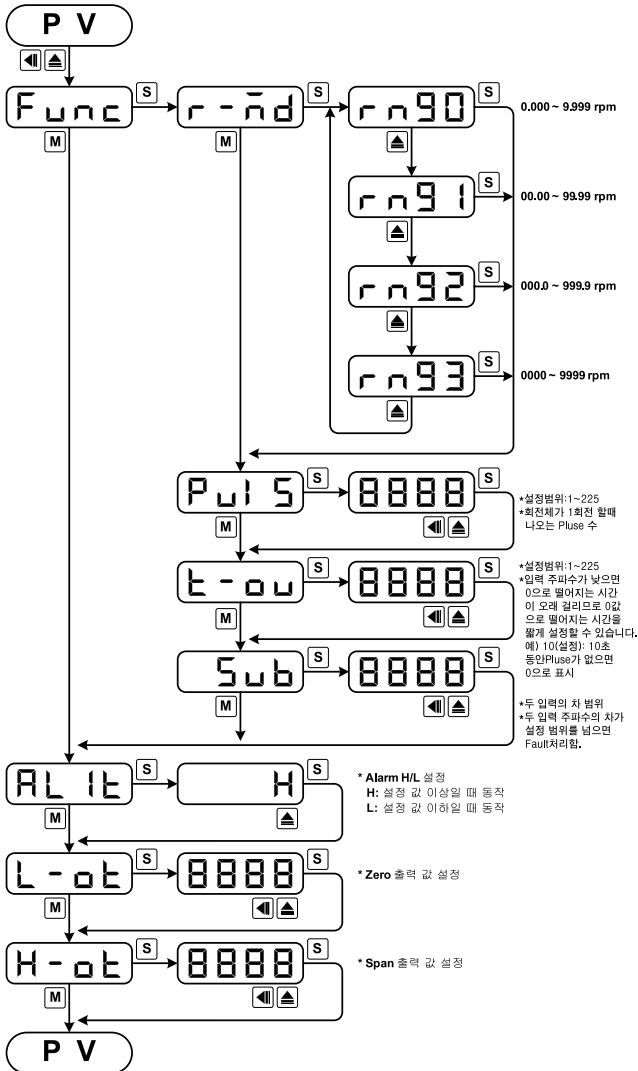 P V
Func S r-md S rn90 S 0.000 ~ 9.999 rpm
M M
rn91 S 00.00 ~ 99.99 rpm
rn92 S 000.0 ~ 999.9 rpm
rn93 S 0000 ~ 9999 rpm
PulS S 8888 S
M
*설정범위:1~225
*회전체가 1회전 할때
나오는 Pluse 수
t-ou S 8888 S
M
*설정범위:1~225
*입력 주파수가 낮으면
0으로 떨어지는 시간
이 오래 걸리므로 0값
으로 떨어지는 시간을
짧게 설정할 수 있습니다.
예) 10(설정): 10초
동안Pluse가 없으면
0으로 표시
Sub S 8888 S
M
*두 입력의 차 범위
*두 입력 주파수의 차가
설정 범위를 넘으면
Fault처리함.
AL1t S H S
M
* Alarm H/L 설정
H: 설정 값 이상일 때 동작
L: 설정 값 이하일 때 동작
L-ot S 8888 S * Zero 출력 값 설정
M
H-ot S 8888 S * Span 출력 값 설정
M
P V